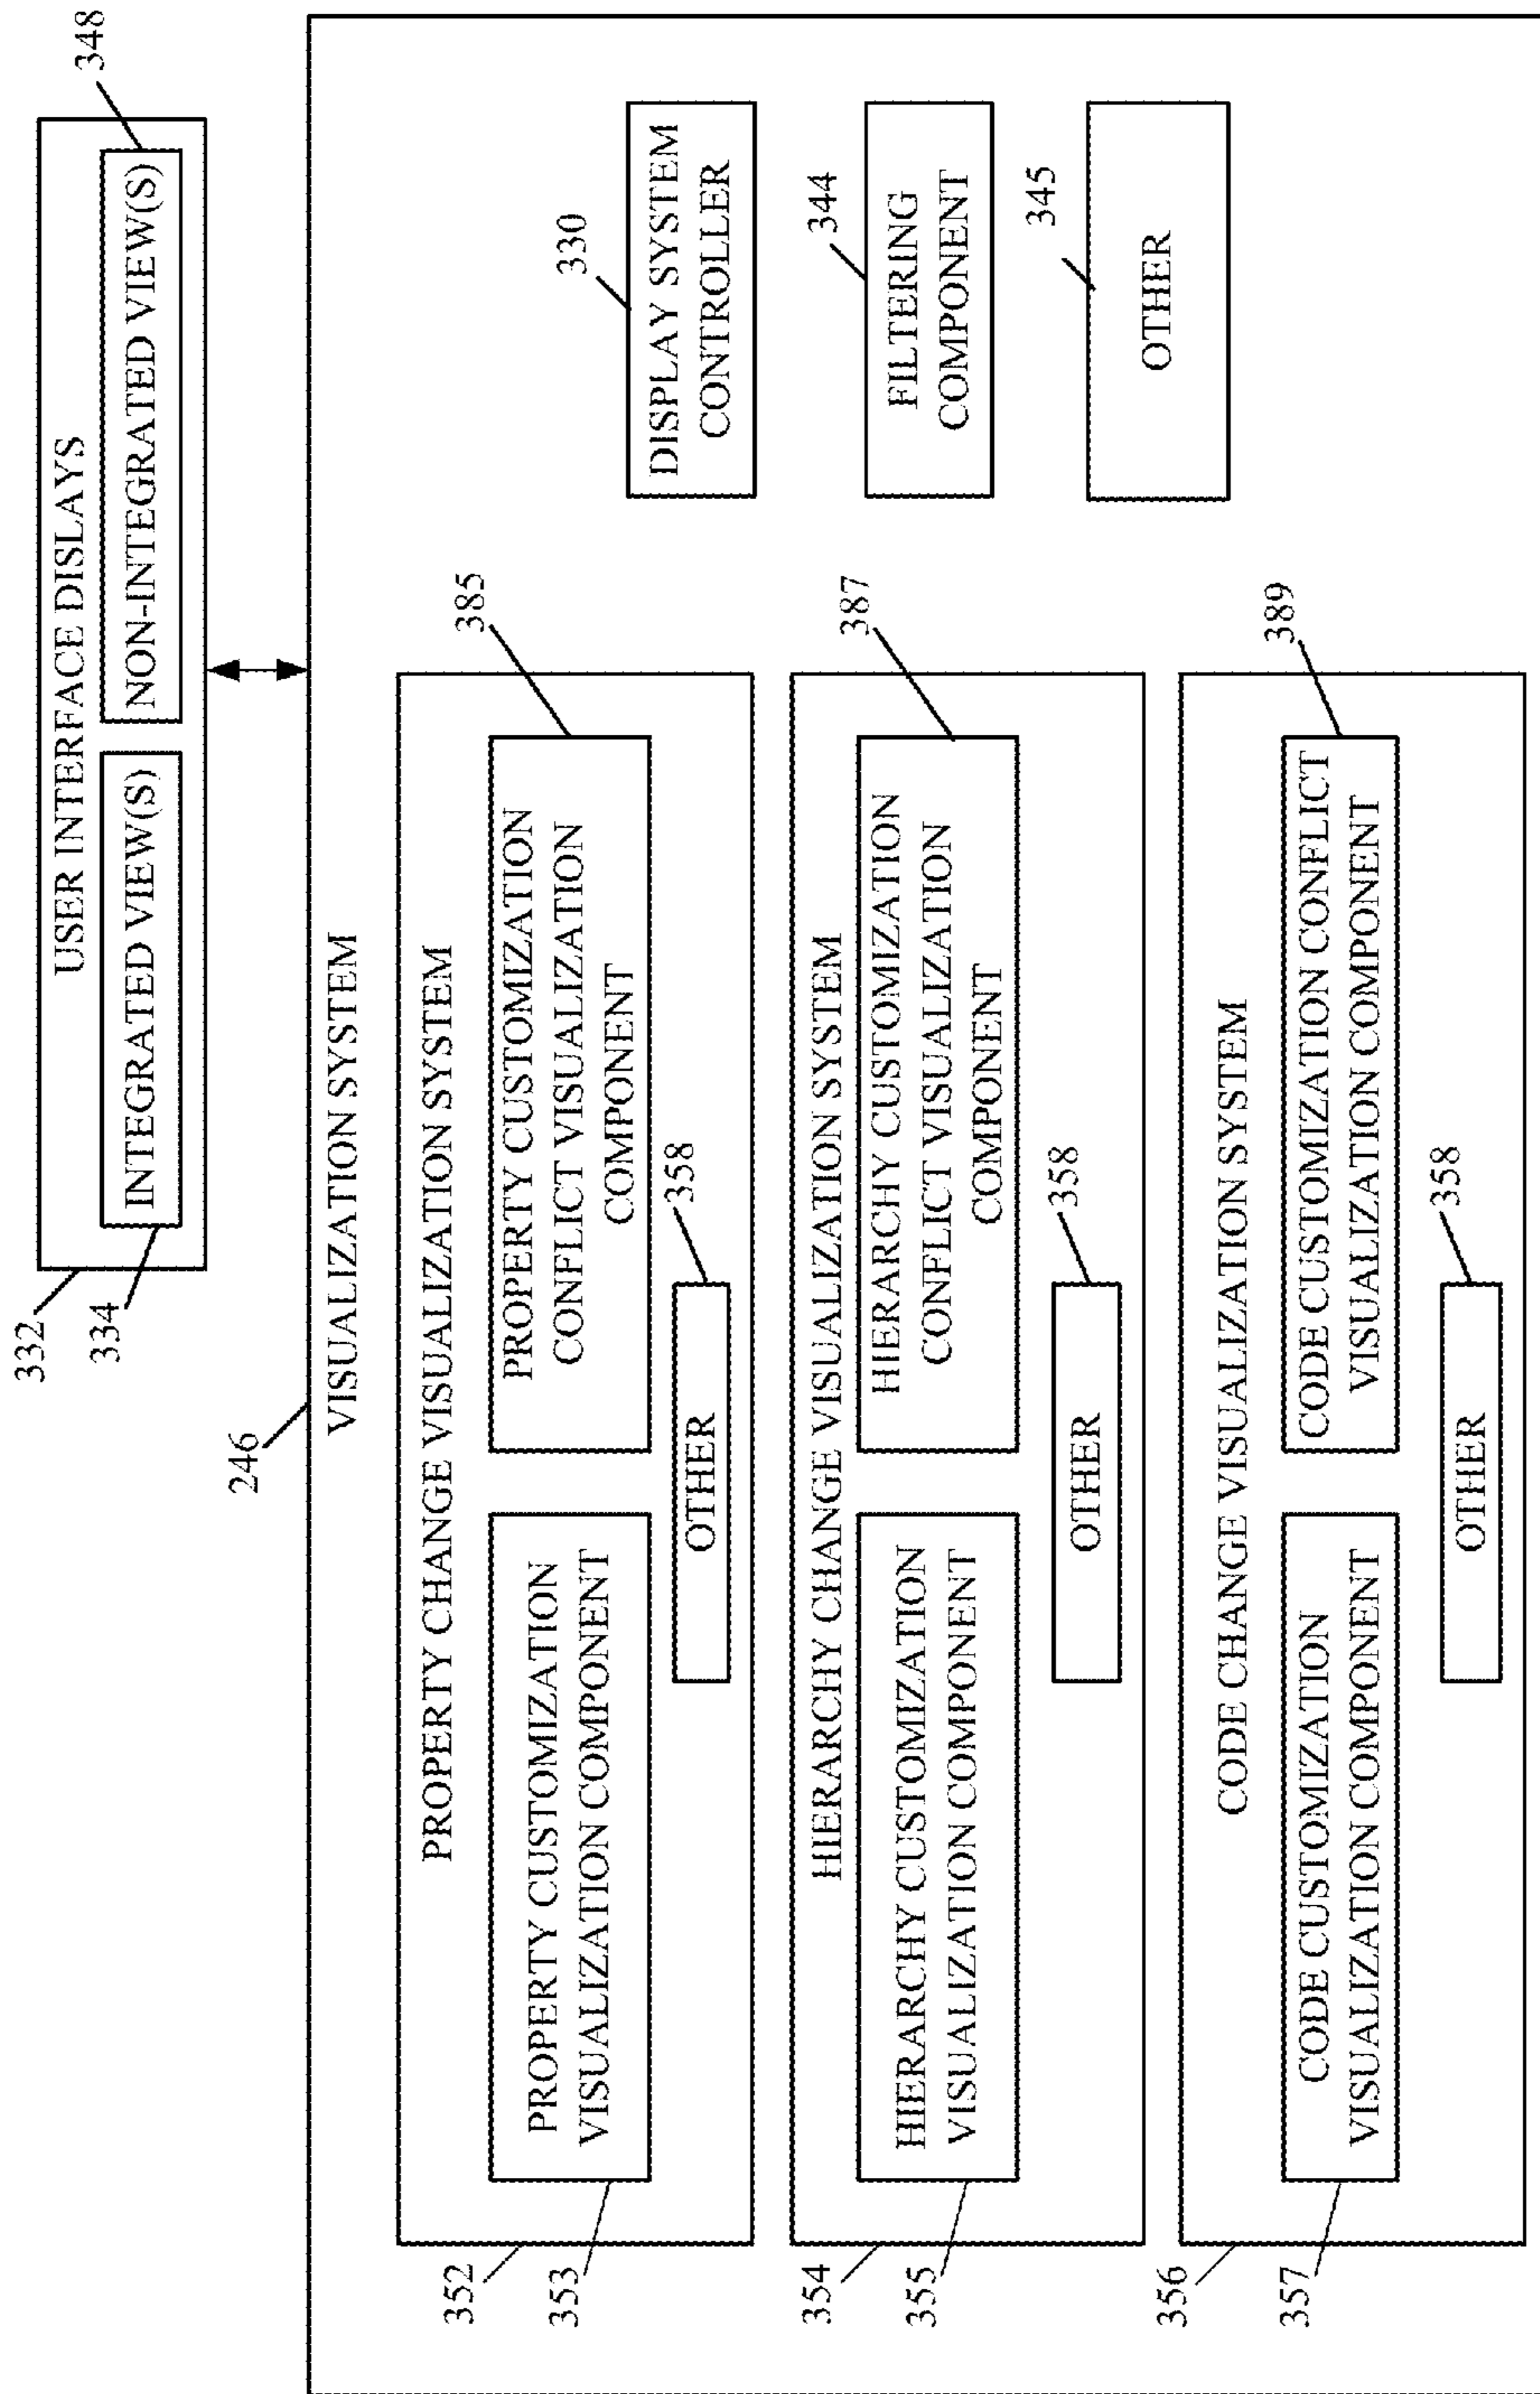 332
USER INTERFACE DISLAYS
334
INTEGRATED VIEW(S)
NON-INTEGRATED VIEW(S)
348
246
VISUALIZATION SYSTEM
352
PROPERTY CHANGE VISUALIZATION SYSTEM
353
PROPERTY CUSTOMIZATION
VISUALIZATION COMPONENT
PROPERTY CUSTOMIZATION
CONFLICT VISUALIZATION
COMPONENT
385
OTHER
358
354
HIERARCHY CHANGE VISUALIZATION SYSTEM
355
HIERARCHY CUSTOMIZATION
VISUALIZATION COMPONENT
HIERARCHY CUSTOMIZATION
CONFLICT VISUALIZATION
COMPONENT
387
OTHER
358
356
CODE CHANGE VISUALIZATION SYSTEM
357
CODE CUSTOMIZATION
VISUALIZATION COMPONENT
CODE CUSTOMIZATION CONFLICT
VISUALIZATION COMPONENT
389
OTHER
358
330
DISPLAY SYSTEM
CONTROLLER
344
FILTERING
COMPONENT
345
OTHER